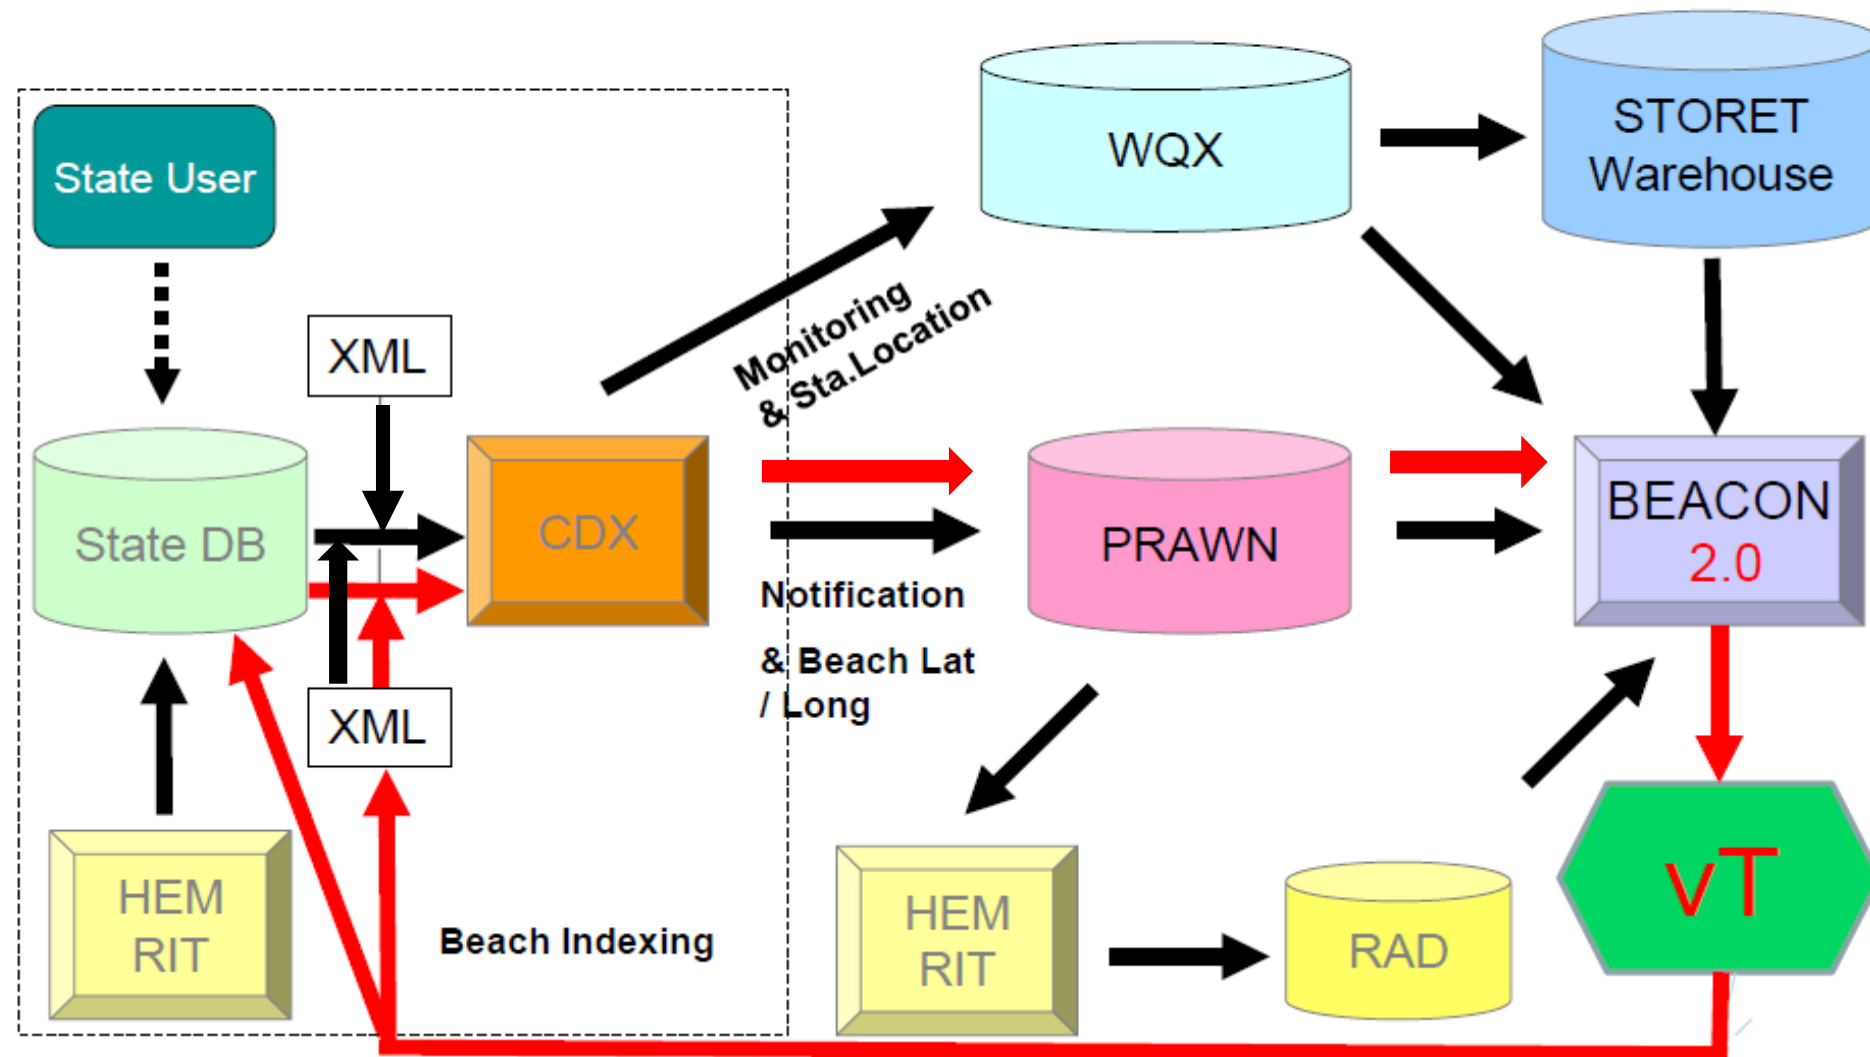 State User
XML
WQX
STORET
Warehouse
Monitoring
& Sta.Location
State DB
CDX
PRAWN
BEACON
2.0
Notification
& Beach Lat
/ Long
XML
HEM
RIT
Beach Indexing
HEM
RIT
RAD
vT